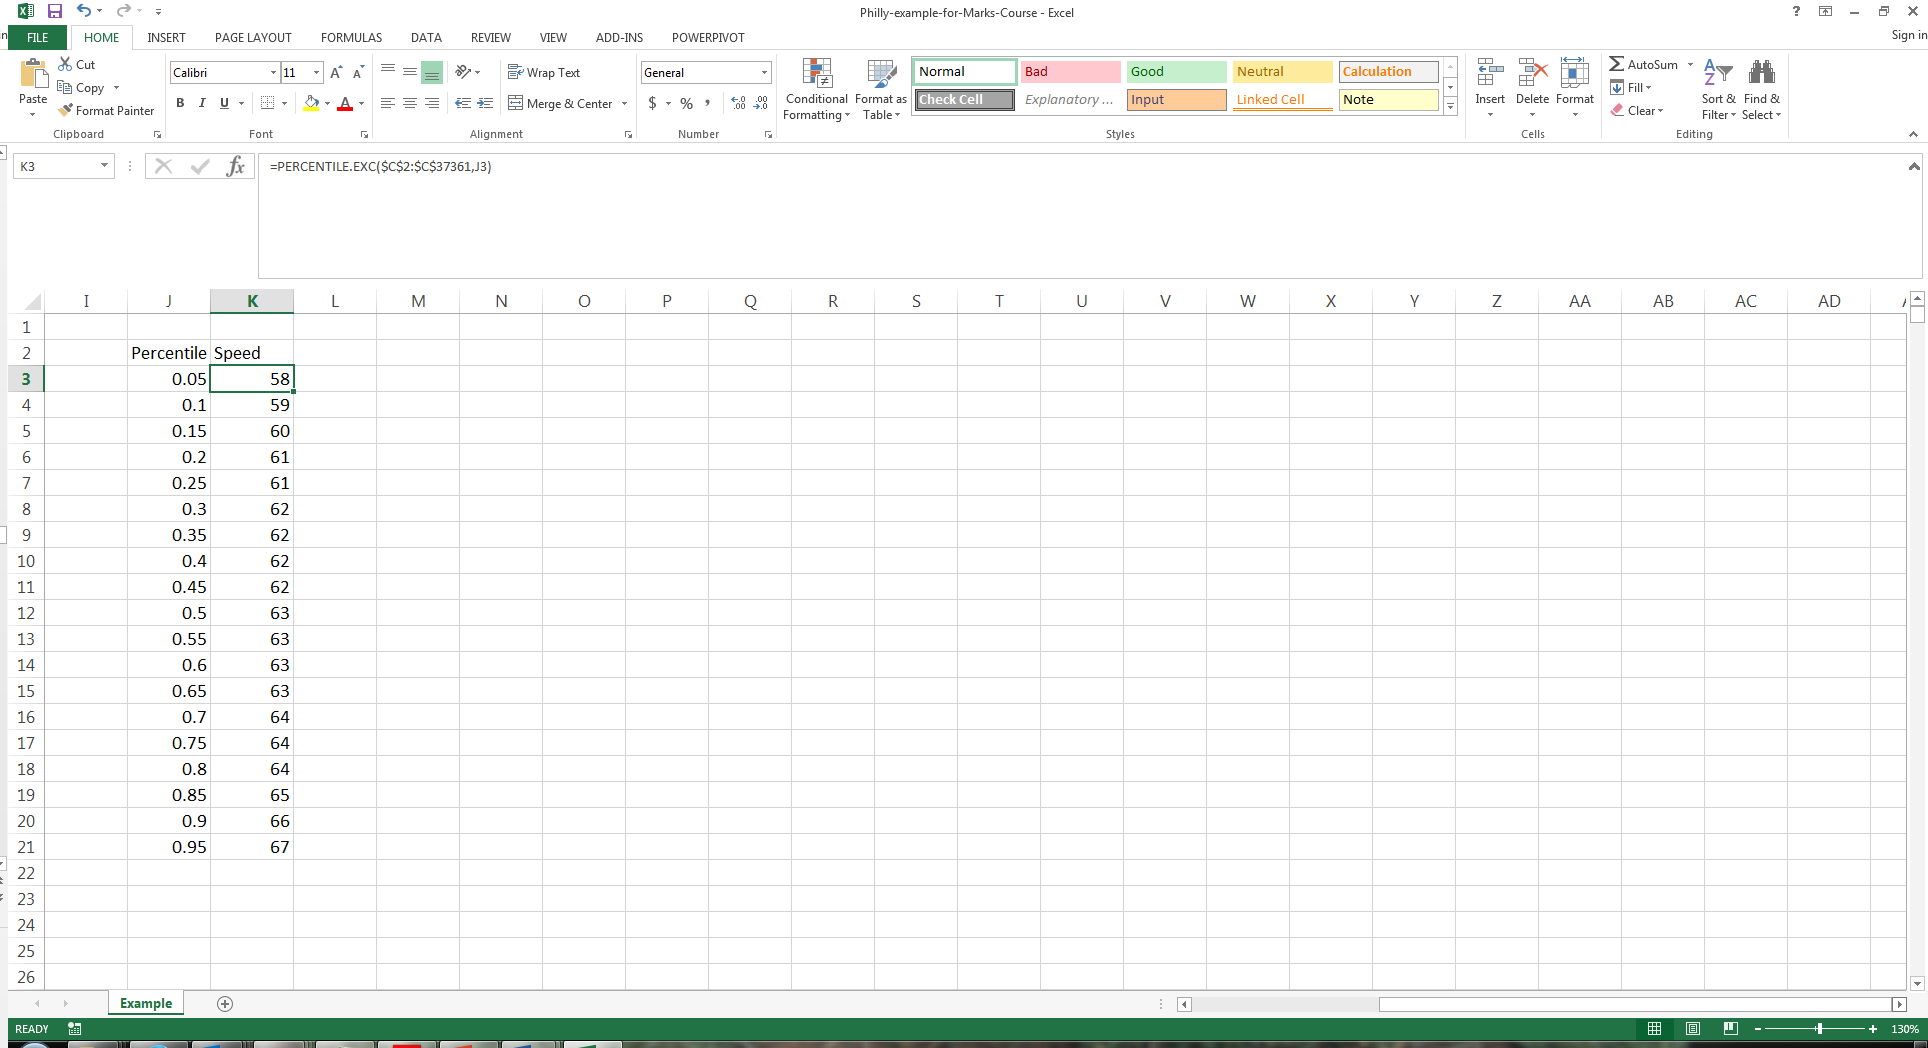 Philly-example-for-Marks-Course - Excel
?
Sign in
FILE HOME INSERT PAGE LAYOUT FORMULAS DATA REVIEW VIEW ADD-INS POWERPIVOT
Paste
Cut
Copy
Format Painter
Clipboard
Calibri 11 A A
B I U A
Font
Wrap Text
Merge & Center
Alignment
General
$ % , .0 .00 .00 .0
Number
Conditional Formatting
Format as Table
Normal Bad Good Neutral Calculation
Check Cell Explanatory ... Input Linked Cell Note
Styles
Insert Delete Format
Cells
AutoSum
Fill
Clear
Sort & Filter
Find & Select
Editing
K3 fx =PERCENTILE.EXC($C$2:$C$37361,J3)
I J K L M N O P Q R S T U V W X Y Z AA AB AC AD
1
2 Percentile Speed
3 0.05 58
4 0.1 59
5 0.15 60
6 0.2 61
7 0.25 61
8 0.3 62
9 0.35 62
10 0.4 62
11 0.45 62
12 0.5 63
13 0.55 63
14 0.6 63
15 0.65 63
16 0.7 64
17 0.75 64
18 0.8 64
19 0.85 65
20 0.9 66
21 0.95 67
22
23
24
25
26
Example
READY 130%